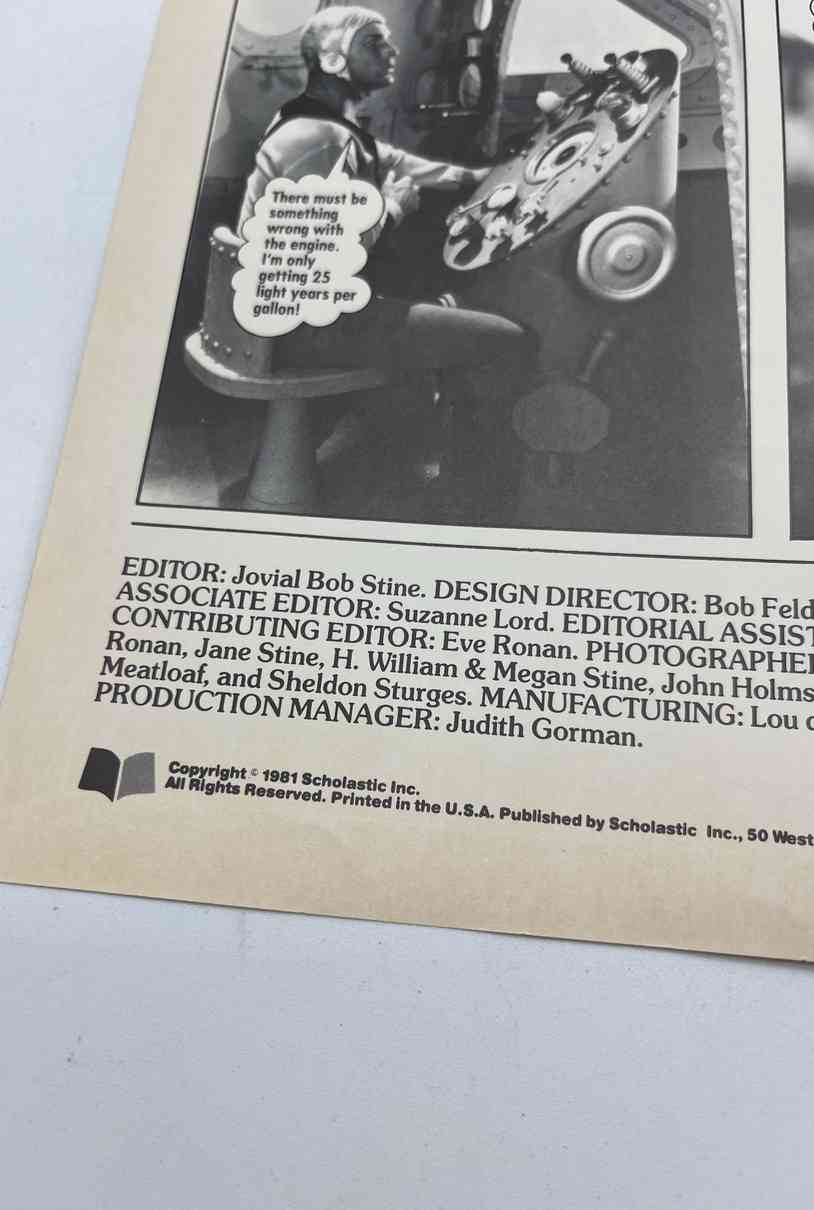 There must be
something
wrong with
the engine.
I'm only
getting 25
light years per
gallon!
EDITOR: Jovial Bob Stine. DESIGN DIRECTOR: Bob Feld
ASSOCIATE EDITOR: Suzanne Lord. EDITORIAL ASSIST
CONTRIBUTING EDITOR: Eve Ronan. PHOTOGRAPHER
Ronan, Jane Stine, H. William & Megan Stine, John Holms
Meatloaf, and Sheldon Sturges. MANUFACTURING: Lou
PRODUCTION MANAGER: Judith Gorman.
Copyright © 1981 Scholastic Inc.
All Rights Reserved. Printed in the U.S.A. Published by Scholastic Inc., 50 West